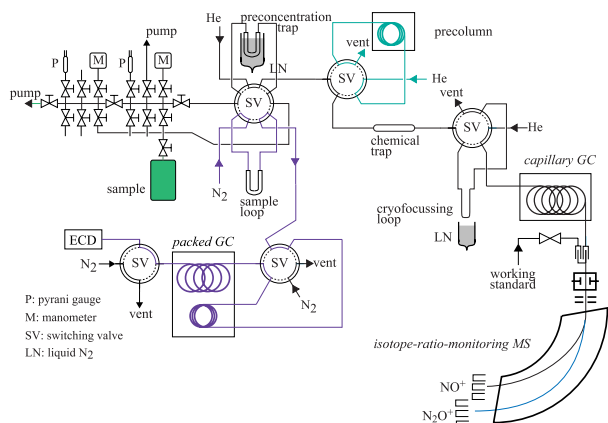 pump
He
preconcentration
trap
precolumn
P
M
P
M
vent
LN
SV
He
pump
SV
vent
SV
He
chemical
trap
capillary GC
sample
N2
sample
loop
cryofocussing
loop
LN
ECD
packed GC
N2
SV
SV
vent
working
standard
vent
N2
P: pyrani gauge
M: manometer
SV: switching valve
LN: liquid N2
isotope-ratio-monitoring MS
NO+
N2O+